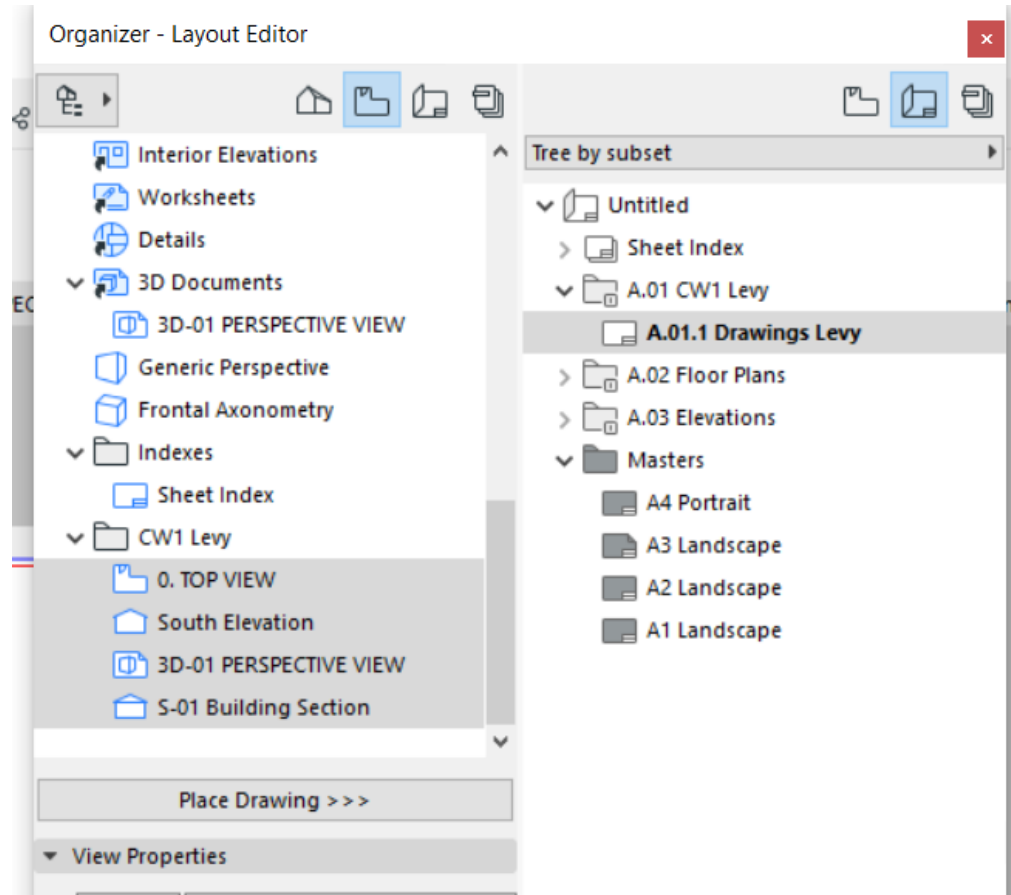 Organizer - Layout Editor
Interior Elevations
Worksheets
Details
3D Documents
3D-01 PERSPECTIVE VIEW
Generic Perspective
Frontal Axonometry
Indexes
Sheet Index
CW1 Levy
0. TOP VIEW
South Elevation
3D-01 PERSPECTIVE VIEW
S-01 Building Section
Place Drawing >>>
View Properties
Tree by subset
Untitled
Sheet Index
A.01 CW1 Levy
A.01.1 Drawings Levy
A.02 Floor Plans
A.03 Elevations
Masters
A4 Portrait
A3 Landscape
A2 Landscape
A1 Landscape